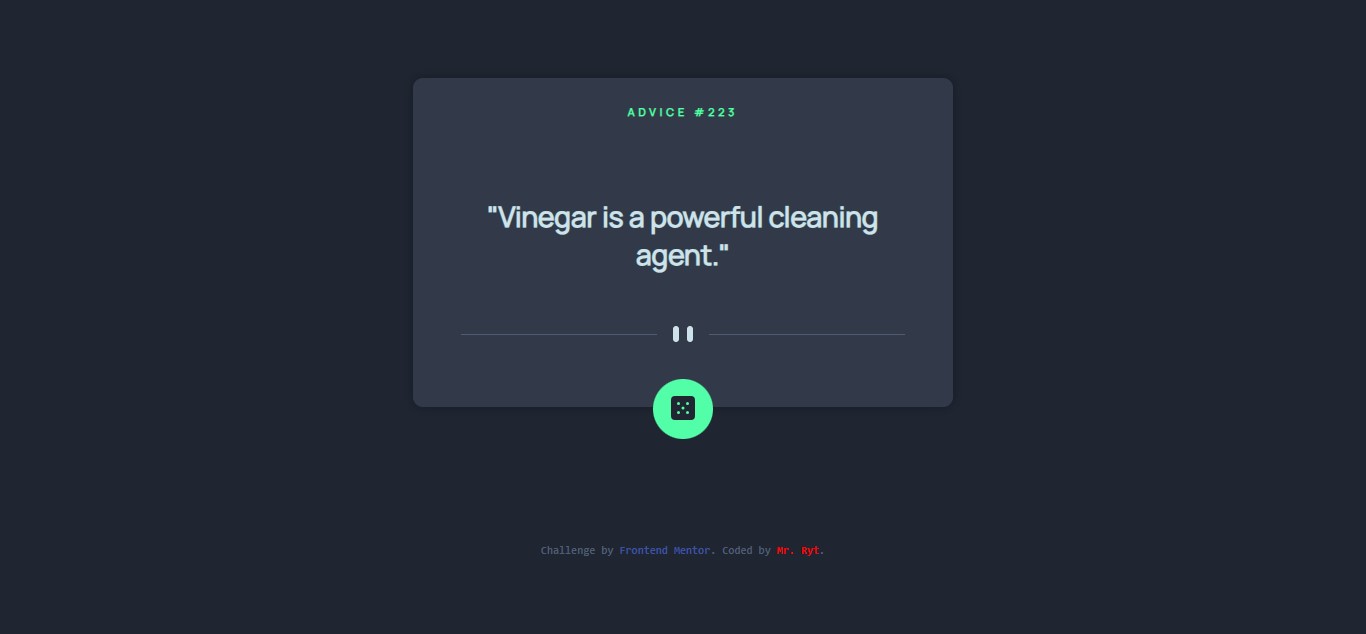 ADVICE #223
"Vinegar is a powerful cleaning
agent."
Challenge by Frontend Mentor. Coded by Mr. Ryt.